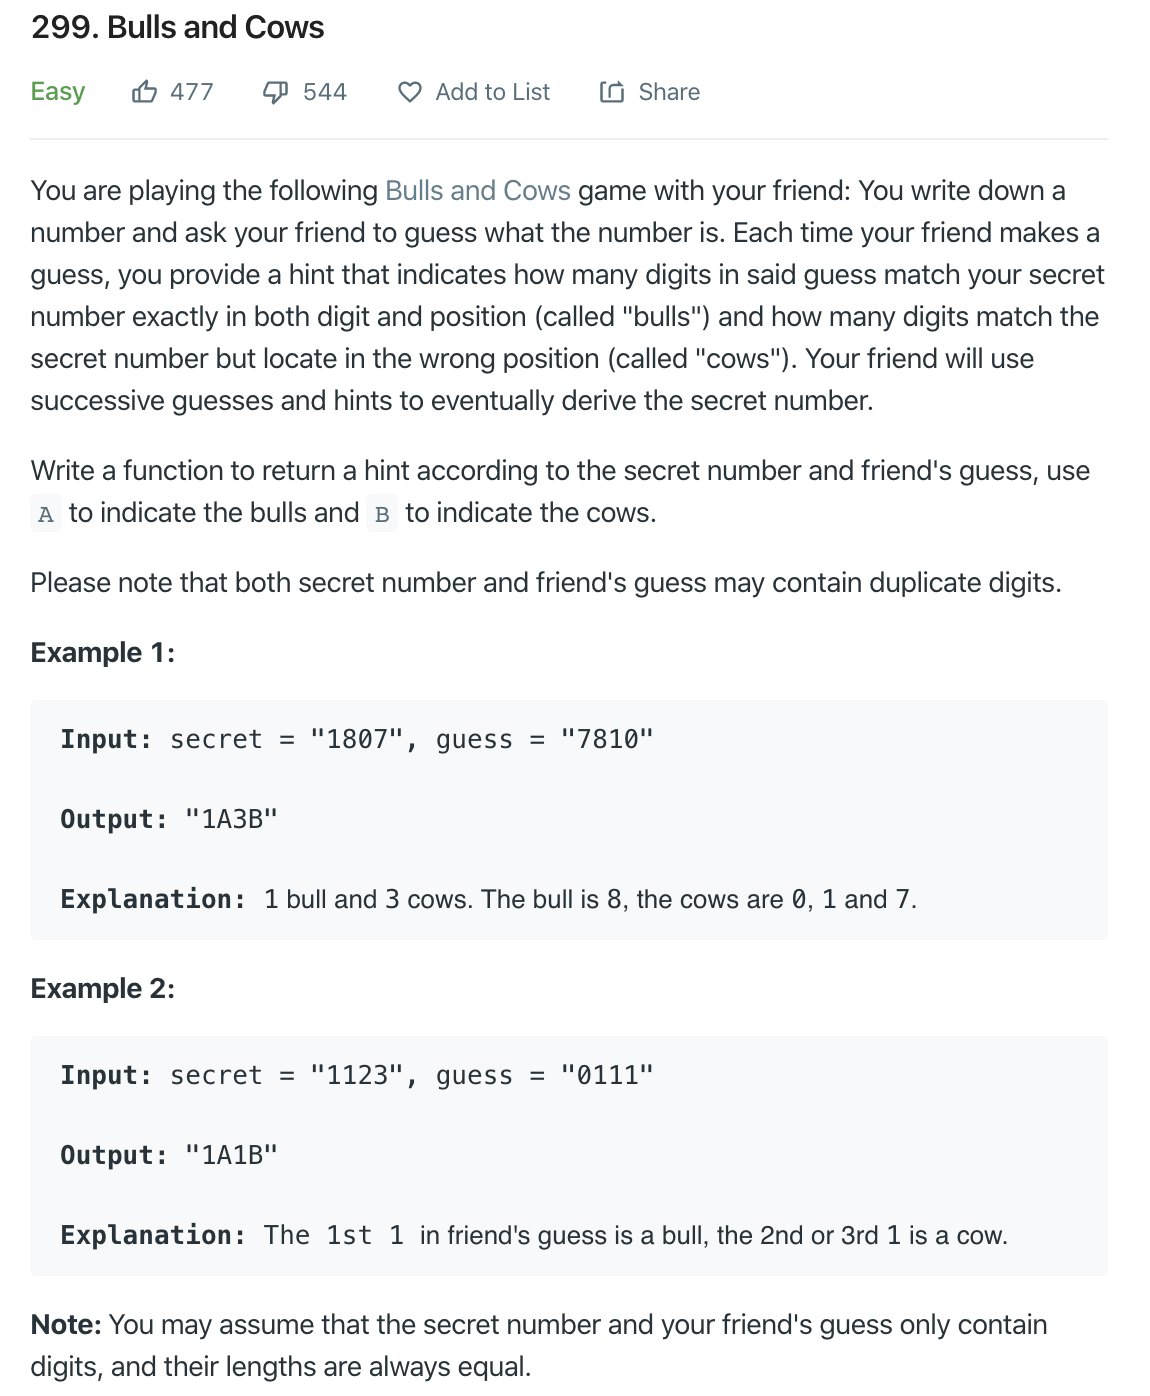 299. Bulls and Cows
Easy 477 544 Add to List Share
You are playing the following Bulls and Cows game with your friend: You write down a
number and ask your friend to guess what the number is. Each time your friend makes a
guess, you provide a hint that indicates how many digits in said guess match your secret
number exactly in both digit and position (called "bulls") and how many digits match the
secret number but locate in the wrong position (called "cows"). Your friend will use
successive guesses and hints to eventually derive the secret number.
Write a function to return a hint according to the secret number and friend's guess, use
A to indicate the bulls and B to indicate the cows.
Please note that both secret number and friend's guess may contain duplicate digits.
Example 1:
Input: secret = "1807", guess = "7810"
Output: "1A3B"
Explanation: 1 bull and 3 cows. The bull is 8, the cows are 0, 1 and 7.
Example 2:
Input: secret = "1123", guess = "0111"
Output: "1A1B"
Explanation: The 1st 1 in friend's guess is a bull, the 2nd or 3rd 1 is a cow.
Note: You may assume that the secret number and your friend's guess only contain
digits, and their lengths are always equal.